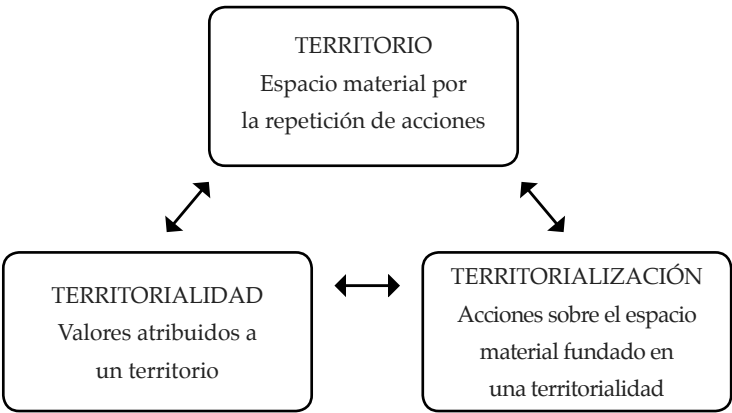 TERRITORIO
Espacio material por
la repetición de acciones
TERRITORIALIDAD
Valores atribuidos a
un territorio
TERRITORIALIZACIÓN
Acciones sobre el espacio
material fundado en
una territorialidad